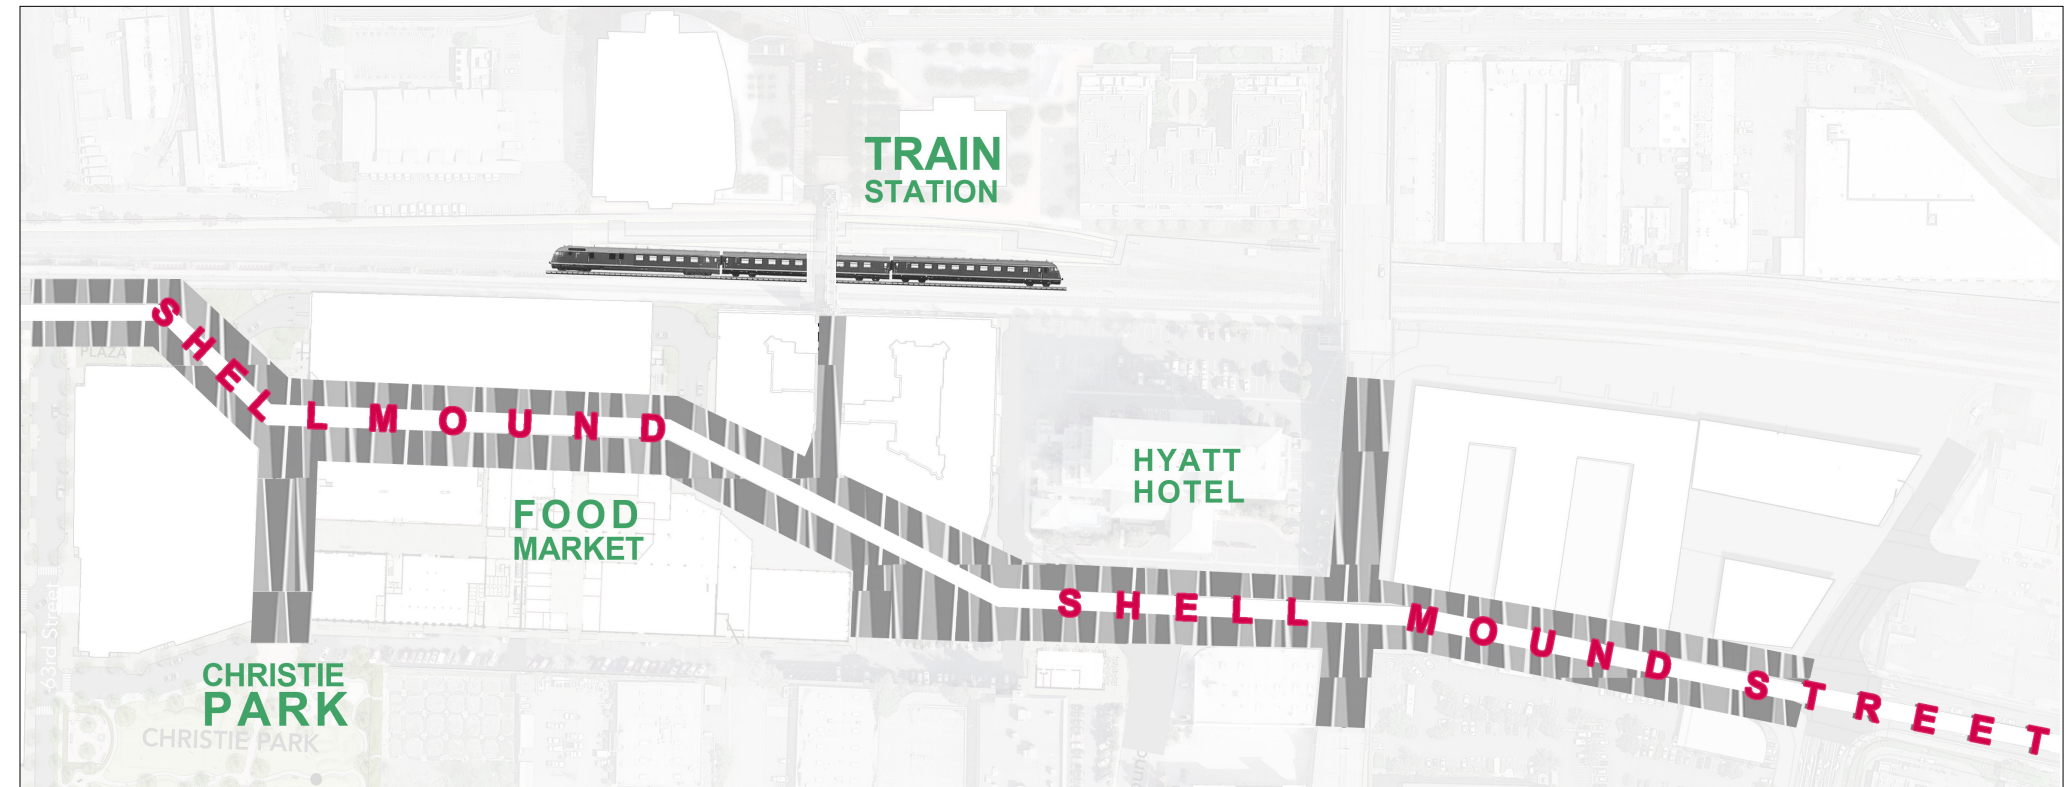 TRAIN
STATION
PLAZA
SHELLMOUND
HYATT
HOTEL
FOOD
MARKET
SHELLMOUND STREET
63rd Street
CHRISTIE
PARK
CHRISTIE PARK